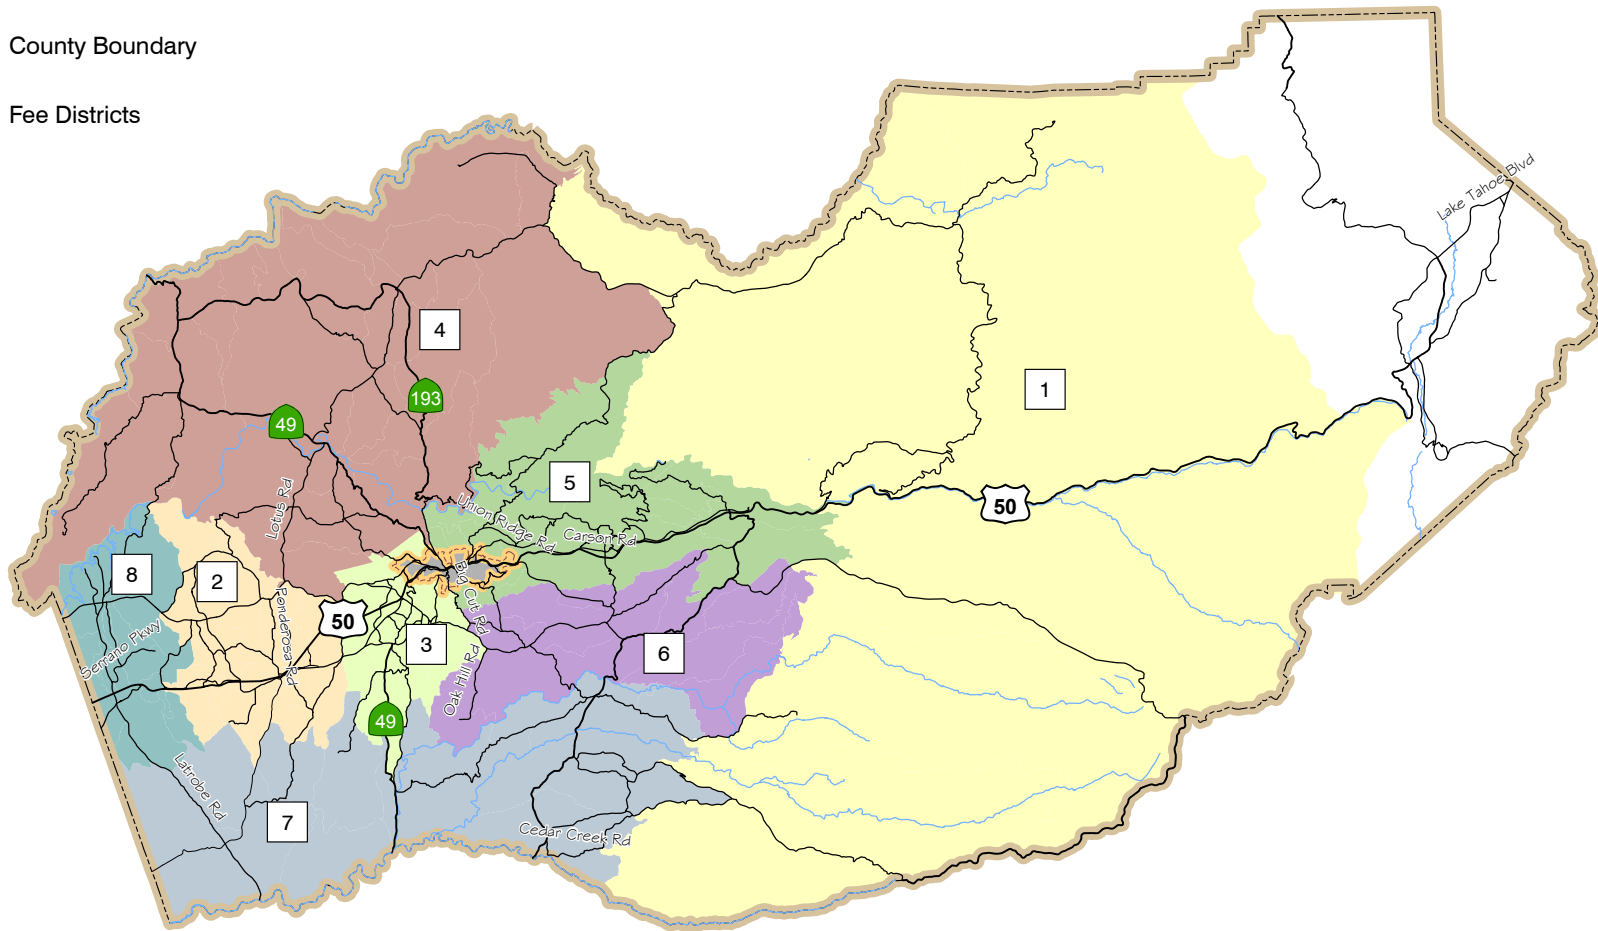 County Boundary
Fee Districts
Lake Tahoe Blvd
4
193
1
49
5
50
Lotus Rd
Union Ridge Rd
Carson Rd
8
2
Big Cut Rd
Ponderosa Rd
50
3
Serrano Pkwy
6
Oak Hill Rd
49
Latrobe Rd
7
Cedar Creek Rd